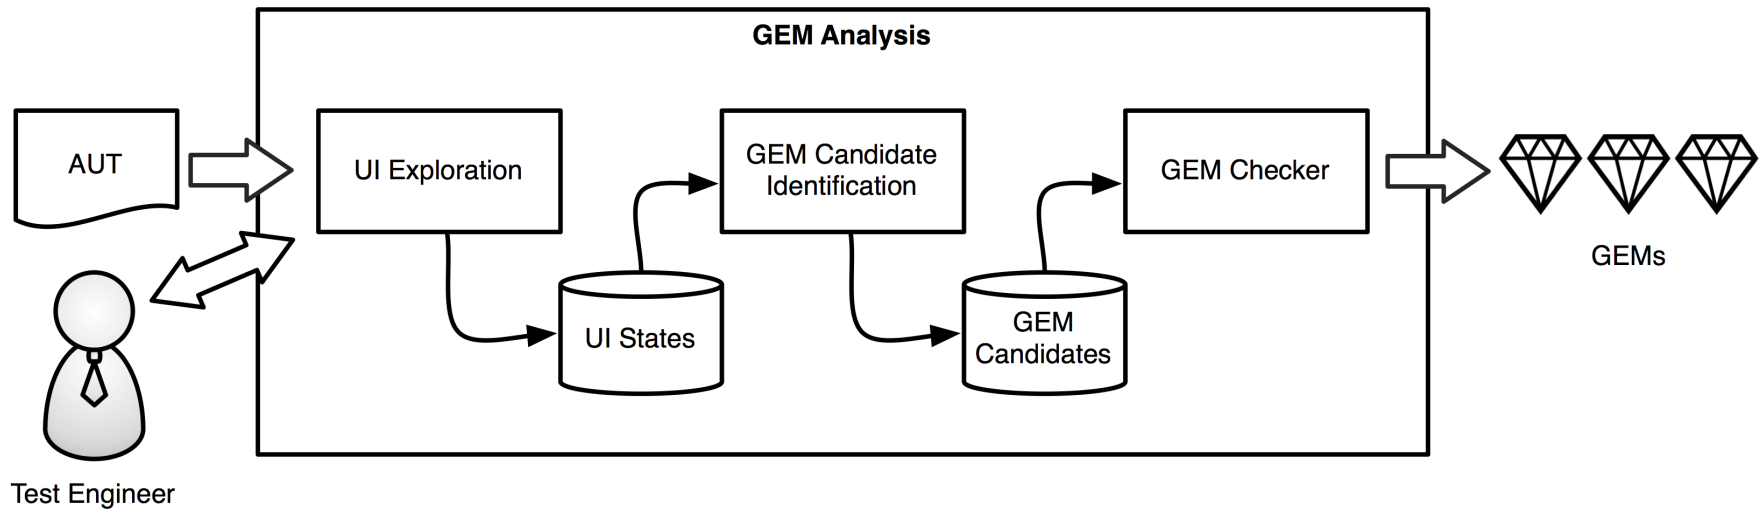 GEM Analysis
AUT
UI Exploration
GEM Candidate
Identification
GEM Checker
GEMs
UI States
GEM
Candidates
Test Engineer